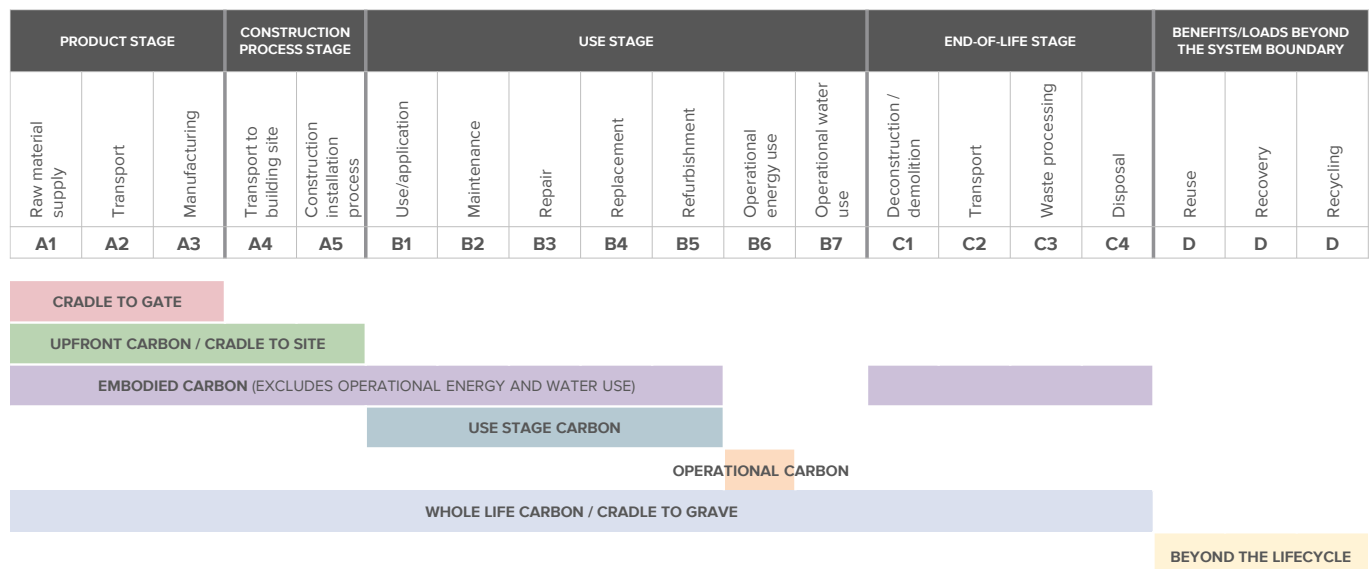 PRODUCT STAGE
CONSTRUCTION
PROCESS STAGE
USE STAGE
END-OF-LIFE STAGE
BENEFITS/LOADS BEYOND
THE SYSTEM BOUNDARY
Raw material
supply
Transport
Manufacturing
Transport to
building site
Construction
installation
process
Use/application
Maintenance
Repair
Replacement
Refurbishment
Operational
energy use
Operational water
use
Deconstruction /
demolition
Transport
Waste processing
Disposal
Reuse
Recovery
Recycling
A1 A2 A3 A4 A5 B1 B2 B3 B4 B5 B6 B7 C1 C2 C3 C4 D D D
CRADLE TO GATE
UPFRONT CARBON / CRADLE TO SITE
EMBODIED CARBON (EXCLUDES OPERATIONAL ENERGY AND WATER USE)
USE STAGE CARBON
OPERATIONAL CARBON
WHOLE LIFE CARBON / CRADLE TO GRAVE
BEYOND THE LIFECYCLE